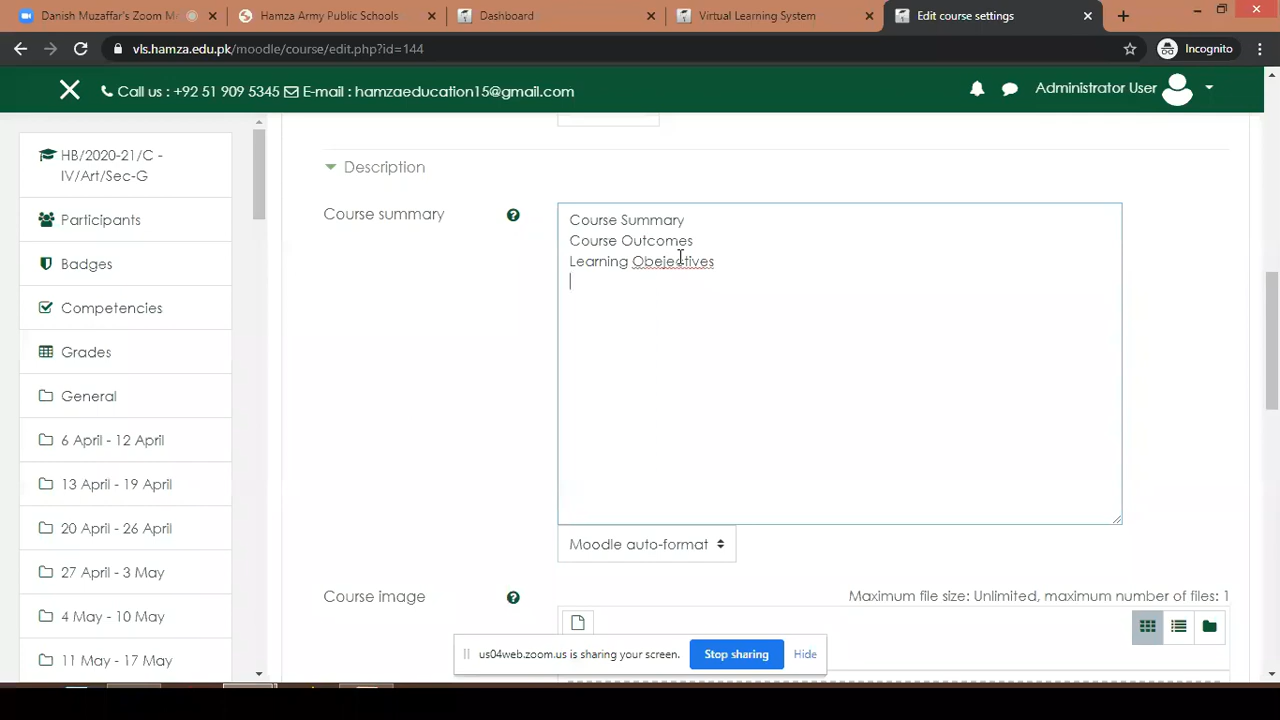 Danish Muzaffar's Zoom Me
Hamza Army Public Schools
Dashboard
Virtual Learning System
Edit course settings
vls.hamza.edu.pk/moodle/course/edit.php?id=144
Incognito
Call us : +92 51 909 5345 E-mail : hamzaeducation15@gmail.com
Administrator User
HB/2020-21/C -
IV/Art/Sec-G
Participants
Badges
Competencies
Grades
General
6 April - 12 April
13 April - 19 April
20 April - 26 April
27 April - 3 May
4 May - 10 May
11 May - 17 May
Description
Course summary
Course Summary
Course Outcomes
Learning Obejectives
Moodle auto-format
Course image
Maximum file size: Unlimited, maximum number of files: 1
us04web.zoom.us is sharing your screen.
Stop sharing
Hide